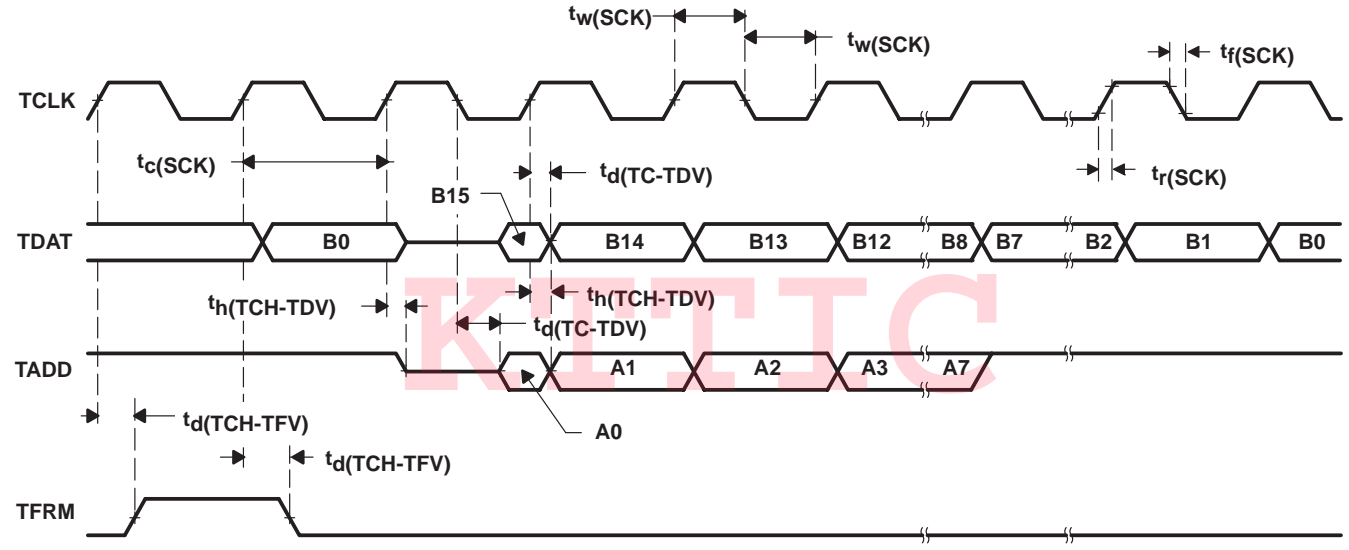 tw(SCK)
tw(SCK)
tf(SCK)
TCLK
tc(SCK)
td(TC-TDV)
tr(SCK)
B15
TDAT
B0
B14
B13
B12
B8
B7
B2
B1
B0
th(TCH-TDV)
th(TCH-TDV)
td(TC-TDV)
KTTIC
TADD
A1
A2
A3
A7
td(TCH-TFV)
A0
td(TCH-TFV)
TFRM